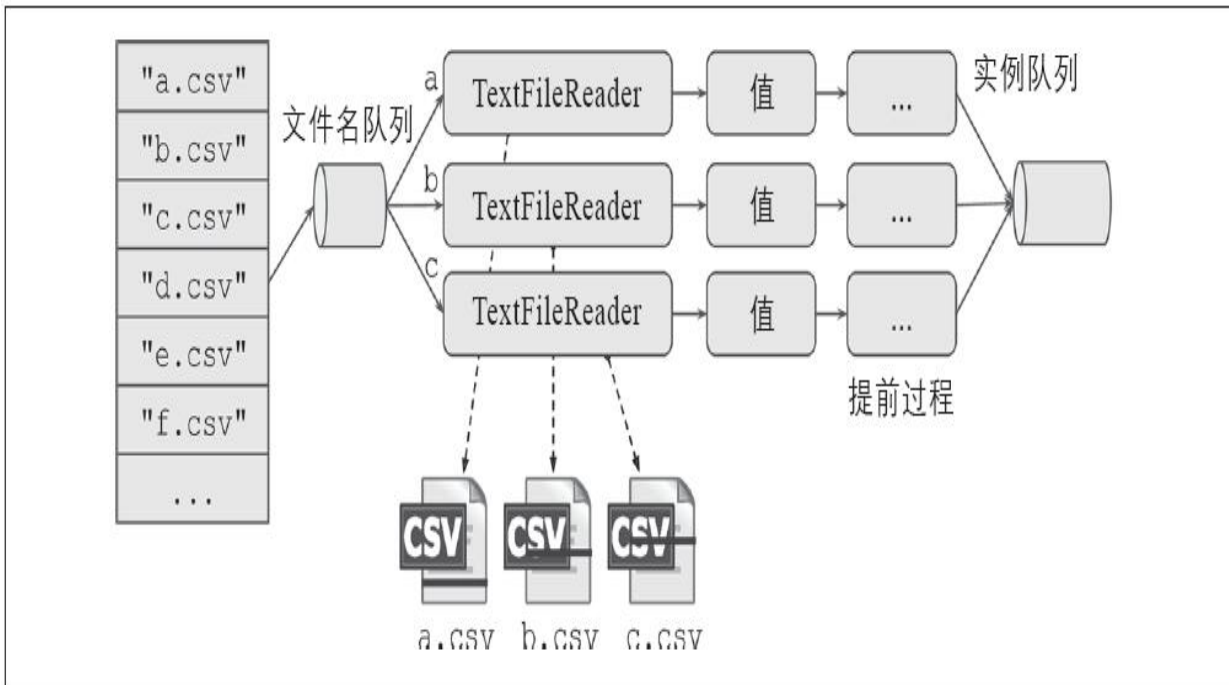 "a.csv"
"b.csv"
"c.csv"
"d.csv"
"e.csv"
"f.csv"
...
文件名队列
a
TextFileReader
值
...
b
TextFileReader
值
...
c
TextFileReader
值
...
实例队列
提前过程
CSV
CSV
CSV
a.csv
b.csv
c.csv